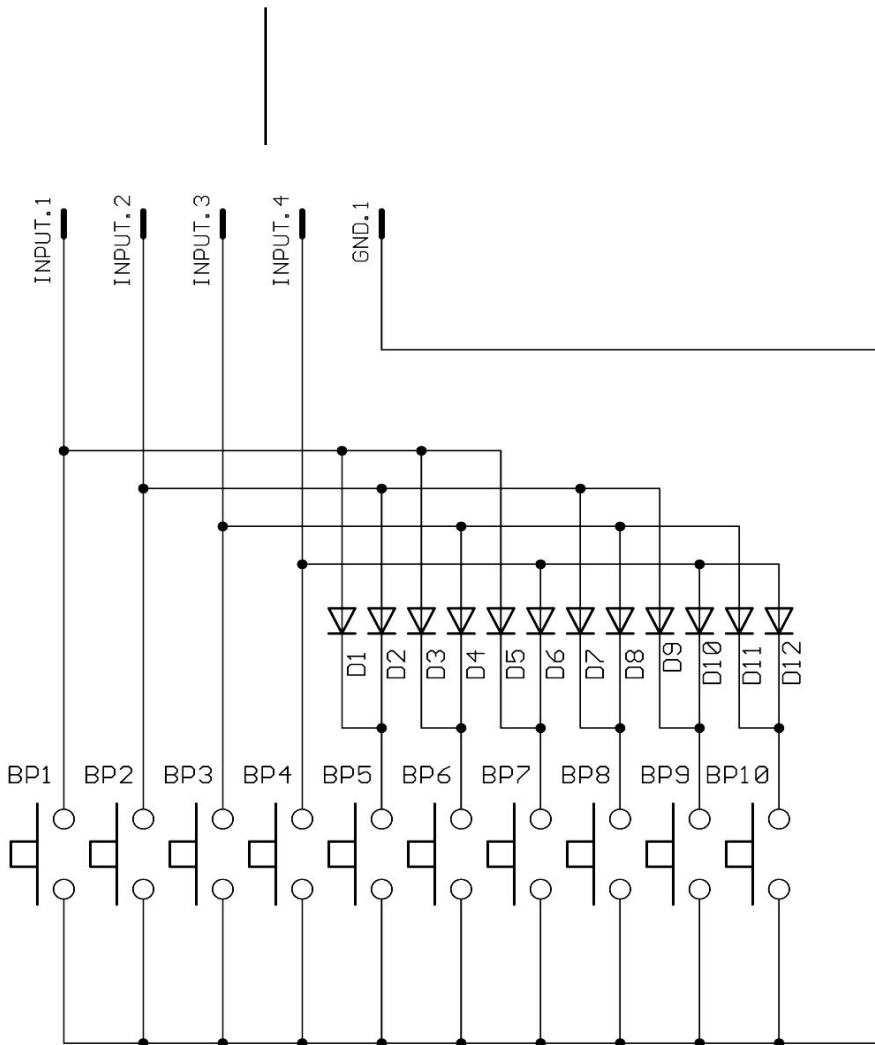 INPUT.1
INPUT.2
INPUT.3
INPUT.4
GND.1
D1
D2
D3
D4
D5
D6
D7
D8
D9
D10
D11
D12
BP1
BP2
BP3
BP4
BP5
BP6
BP7
BP8
BP9
BP10